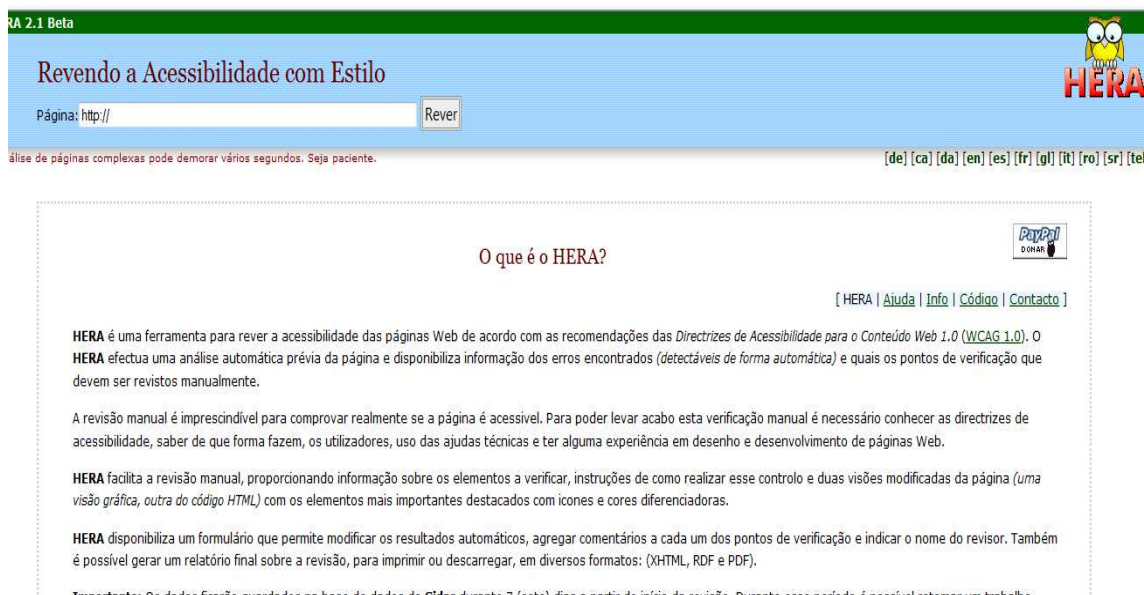 RA 2.1 Beta
HERA
Revendo a Acessibilidade com Estilo
Página: http:// Rever
álise de páginas complexas pode demorar vários segundos. Seja paciente.
[de] [ca] [da] [en] [es] [fr] [gl] [it] [ro] [sr] [tel
PayPal
DONAR
O que é o HERA?
[ HERA | Ajuda | Info | Código | Contacto ]
HERA é uma ferramenta para rever a acessibilidade das páginas Web de acordo com as recomendações das Directrizes de Acessibilidade para o Conteúdo Web 1.0 (WCAG 1.0). O
HERA efectua uma análise automática prévia da página e disponibiliza informação dos erros encontrados (detectáveis de forma automática) e quais os pontos de verificação que
devem ser revistos manualmente.
A revisão manual é imprescindível para comprovar realmente se a página é acessivel. Para poder levar acabo esta verificação manual é necessário conhecer as directrizes de
acessibilidade, saber de que forma fazem, os utilizadores, uso das ajudas técnicas e ter alguma experiência em desenho e desenvolvimento de páginas Web.
HERA facilita a revisão manual, proporcionando informação sobre os elementos a verificar, instruções de como realizar esse controlo e duas visões modificadas da página (uma
visão gráfica, outra do código HTML) com os elementos mais importantes destacados com icones e cores diferenciadoras.
HERA disponibiliza um formulário que permite modificar os resultados automáticos, agregar comentários a cada um dos pontos de verificação e indicar o nome do revisor. Também
é possível gerar um relatório final sobre a revisão, para imprimir ou descarregar, em diversos formatos: (XHTML, RDF e PDF).